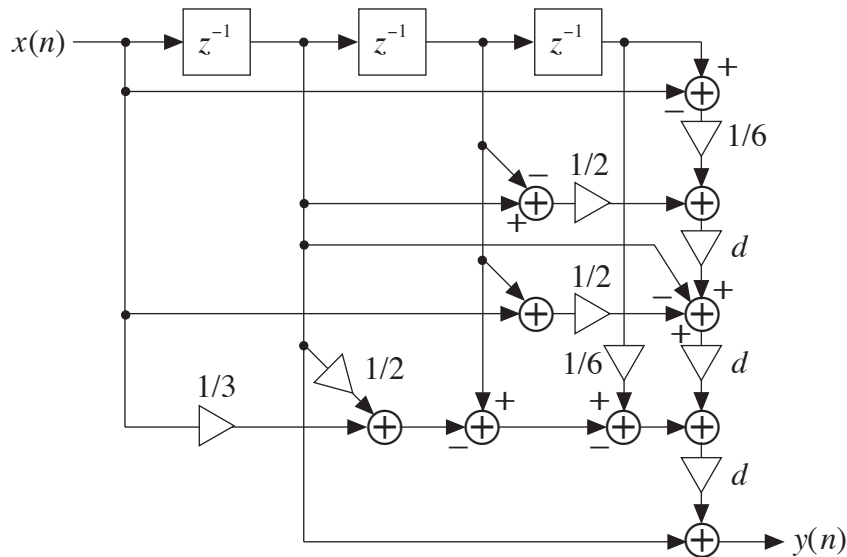 x(n)
z⁻¹
z⁻¹
z⁻¹
+
−
1/6
−
1/2
+
d
1/2
−
+
+
1/3
1/2
1/6
d
+
+
−
−
d
y(n)